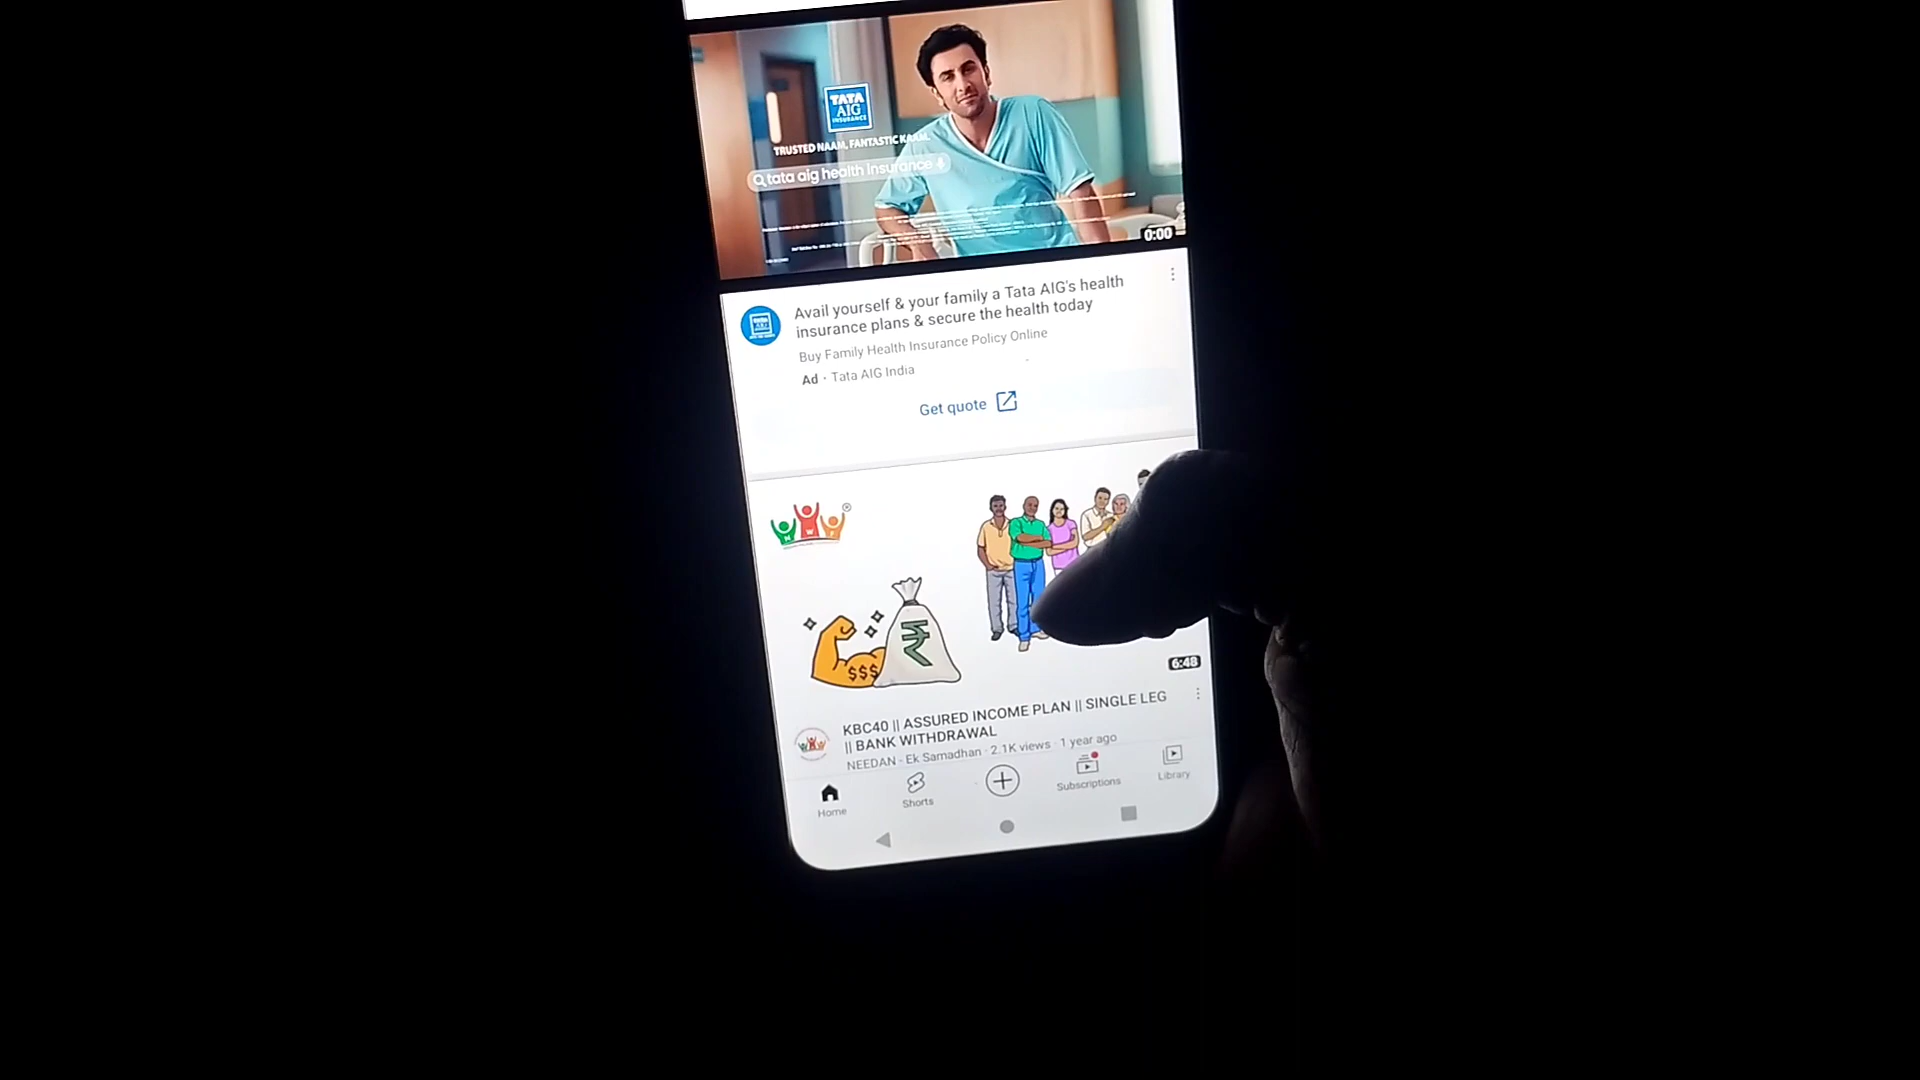 TATA
AIG
INSURANCE
TRUSTED NAAM, FANTASTIC KAAM.
tata aig health insurance
0:00
Avail yourself & your family a Tata AIG's health
insurance plans & secure the health today
Buy Family Health Insurance Policy Online
Ad · Tata AIG India
Get quote
N W F
₹
$$$
6:48
KBC40 || ASSURED INCOME PLAN || SINGLE LEG
|| BANK WITHDRAWAL
NEEDAN - Ek Samadhan · 2.1K views · 1 year ago
Home
Shorts
Subscriptions
Library